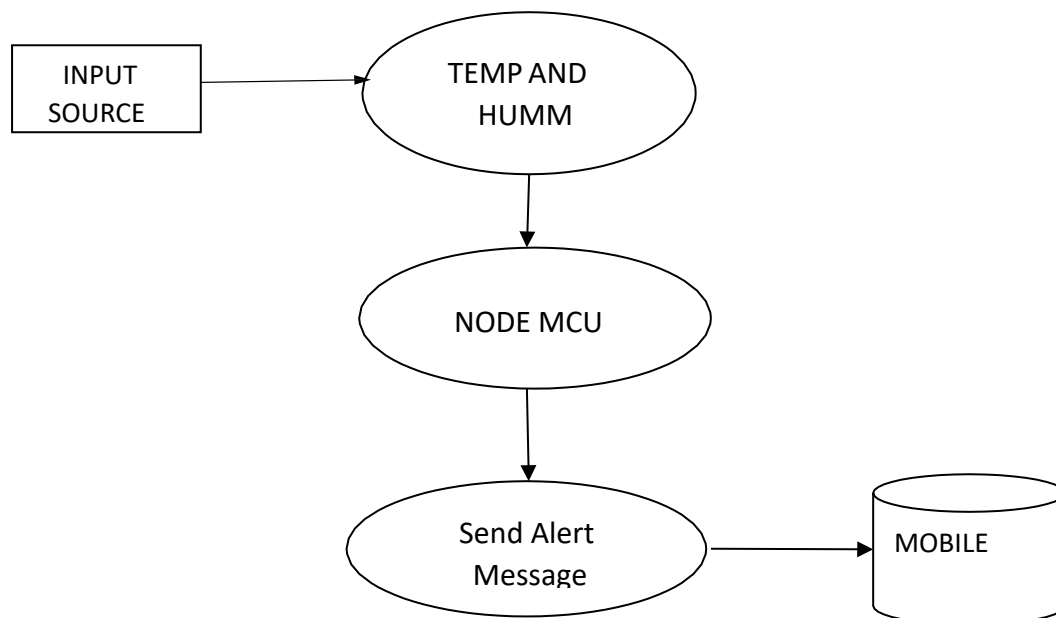 INPUT
SOURCE
TEMP AND
HUMM
NODE MCU
Send Alert
Message
MOBILE